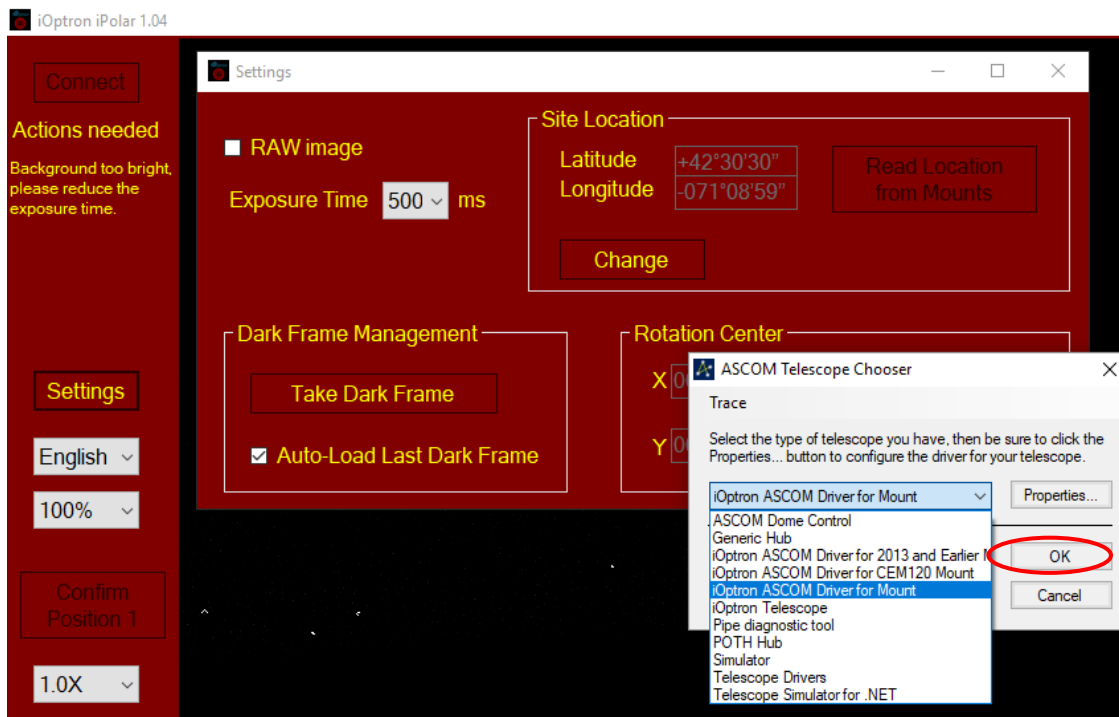 iOptron iPolar 1.04
Connect
Actions needed
Background too bright,
please reduce the
exposure time.
Settings
English
100%
Confirm
Position 1
1.0X
Settings
RAW image
Exposure Time 500 ms
Site Location
Latitude +42°30'30"
Longitude -071°08'59"
Read Location
from Mounts
Change
Dark Frame Management
Take Dark Frame
Auto-Load Last Dark Frame
Rotation Center
X
Y
ASCOM Telescope Chooser
Trace
Select the type of telescope you have, then be sure to click the
Properties... button to configure the driver for your telescope.
iOptron ASCOM Driver for Mount
Properties...
ASCOM Dome Control
Generic Hub
iOptron ASCOM Driver for 2013 and Earlier
iOptron ASCOM Driver for CEM120 Mount
iOptron ASCOM Driver for Mount
iOptron Telescope
Pipe diagnostic tool
POTH Hub
Simulator
Telescope Drivers
Telescope Simulator for .NET
OK
Cancel